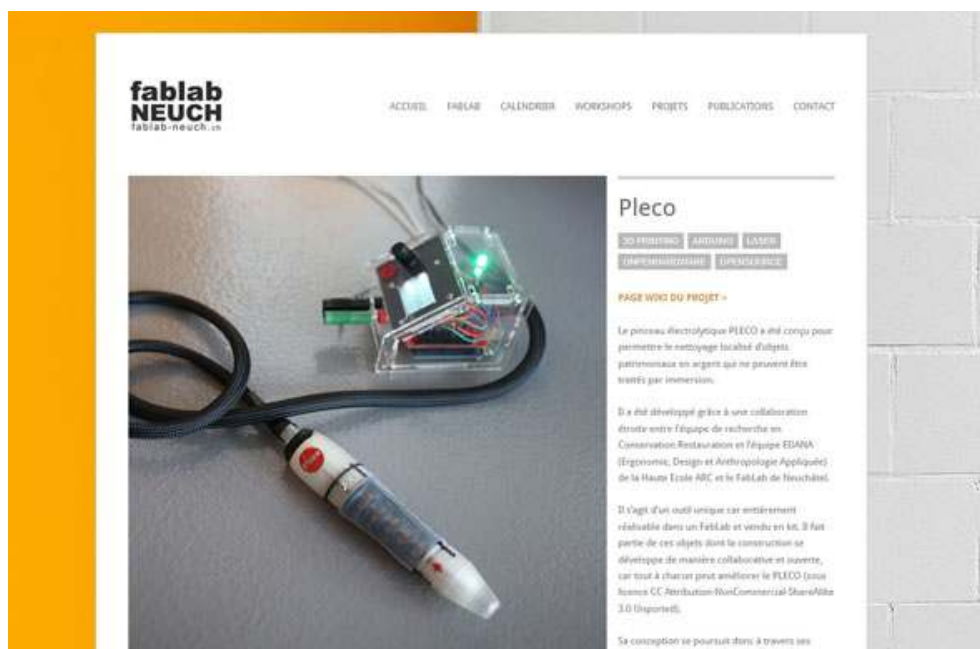 fablab
NEUCH
fablab-neuch.ch
ACCUEIL FABLAB CALENDRIER WORKSHOPS PROJETS PUBLICATIONS CONTACT
Pleco
3D PRINTING ARDUINO LASER
ONPENHARDWARE OPENSOURCE
PAGE WIKI DU PROJET »
Le pinceau électrolytique PLECO a été conçu pour
permettre le nettoyage localisé d'objets
patrimoniaux en argent qui ne peuvent être
traités par immersion.
Il a été développé grâce à une collaboration
étroite entre l'équipe de recherche en
Conservation Restauration et l'équipe EDANA
(Ergonomie, Design et Anthropologie Appliquée)
de la Haute Ecole ARC et le FabLab de Neuchâtel.
Il s'agit d'un outil unique car entièrement
réalisable dans un FabLab et vendu en kit. Il fait
partie de ces objets dont la construction se
développe de manière collaborative et ouverte,
car tout à chacun peut améliorer le PLECO (sous
licence CC Attribution-NonCommercial-ShareAlike
3.0 Unported).
Sa conception se poursuit donc à travers ses